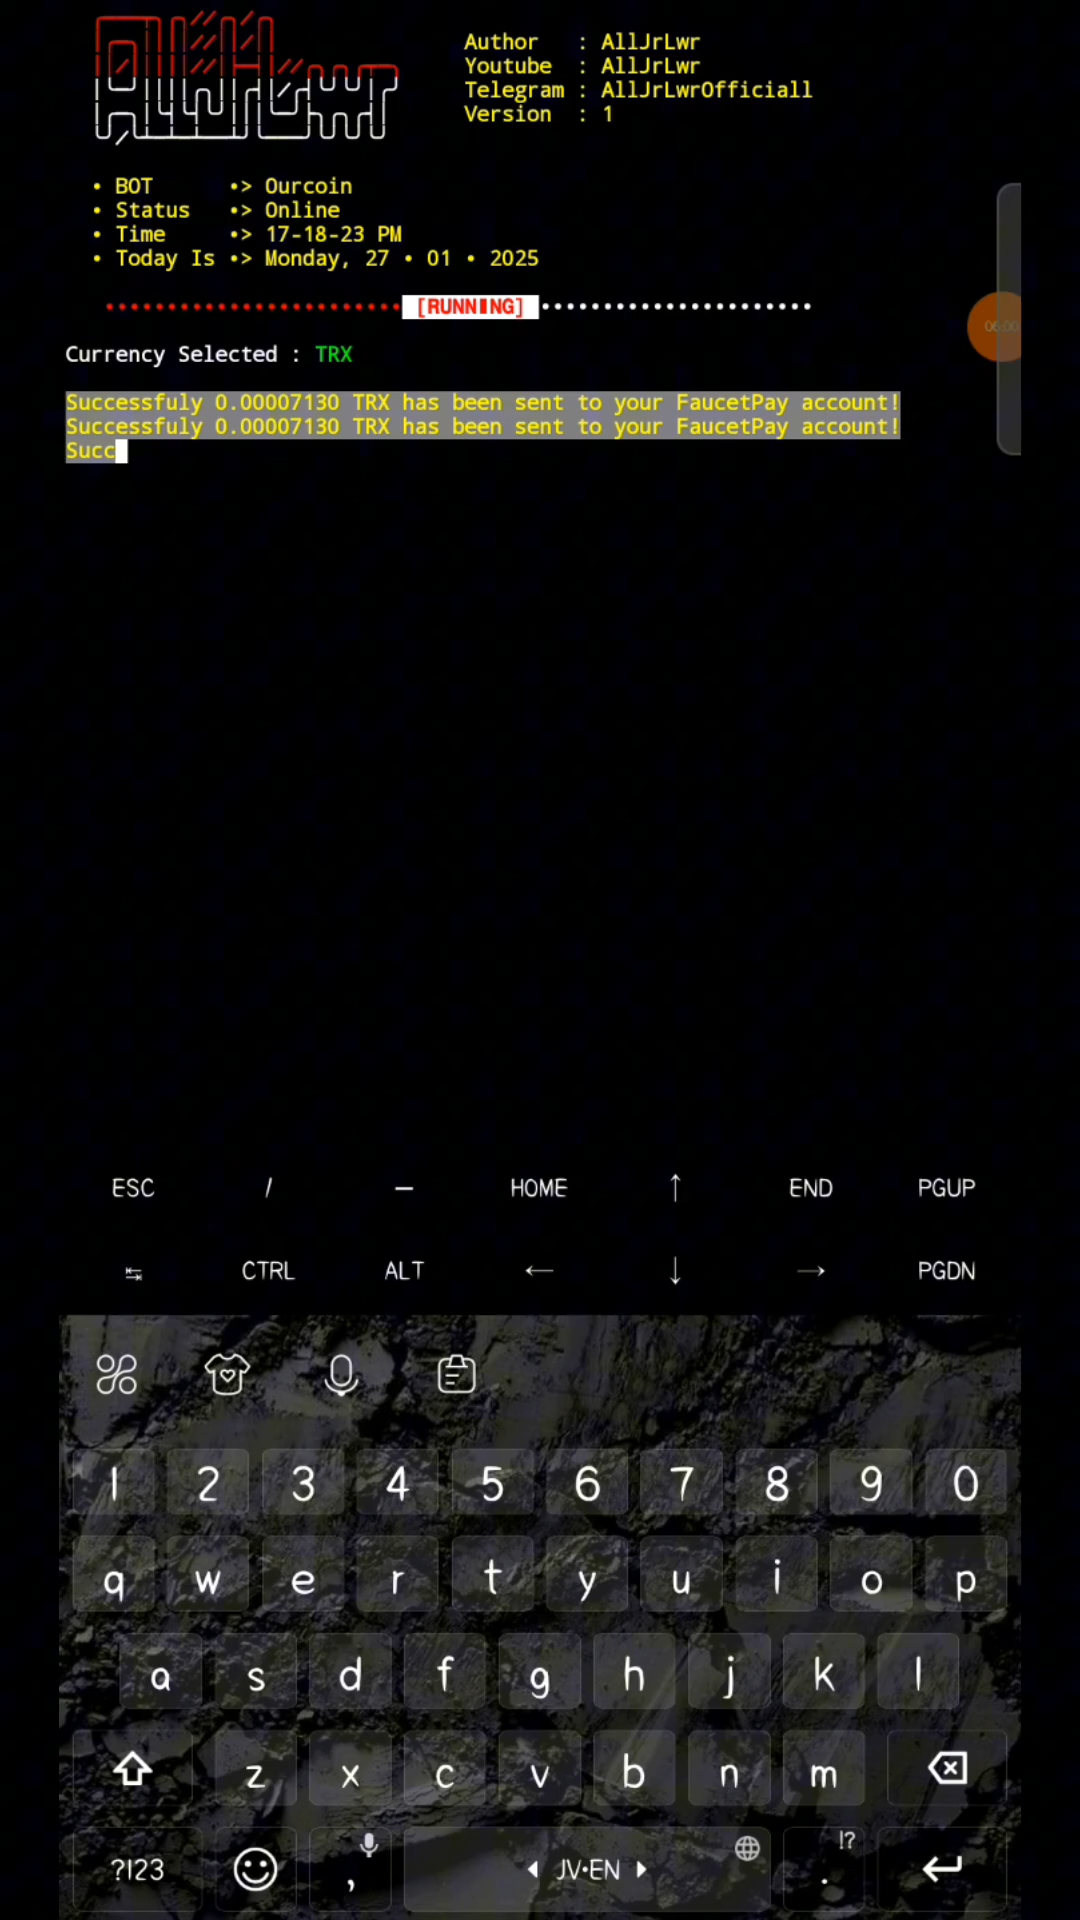 AllJrLwr
Author : AllJrLwr
Youtube : AllJrLwr
Telegram : AllJrLwrOfficiall
Version : 1
• BOT •> Ourcoin
• Status •> Online
• Time •> 17-18-23 PM
• Today Is •> Monday, 27 • 01 • 2025
[RUNNING]
06:00
Currency Selected : TRX
Successfuly 0.00007130 TRX has been sent to your FaucetPay account!
Successfuly 0.00007130 TRX has been sent to your FaucetPay account!
Succ
ESC / — HOME ↑ END PGUP
↹ CTRL ALT ← ↓ → PGDN
1 2 3 4 5 6 7 8 9 0
q w e r t y u i o p
a s d f g h j k l
z x c v b n m
?123 , JV•EN . !?